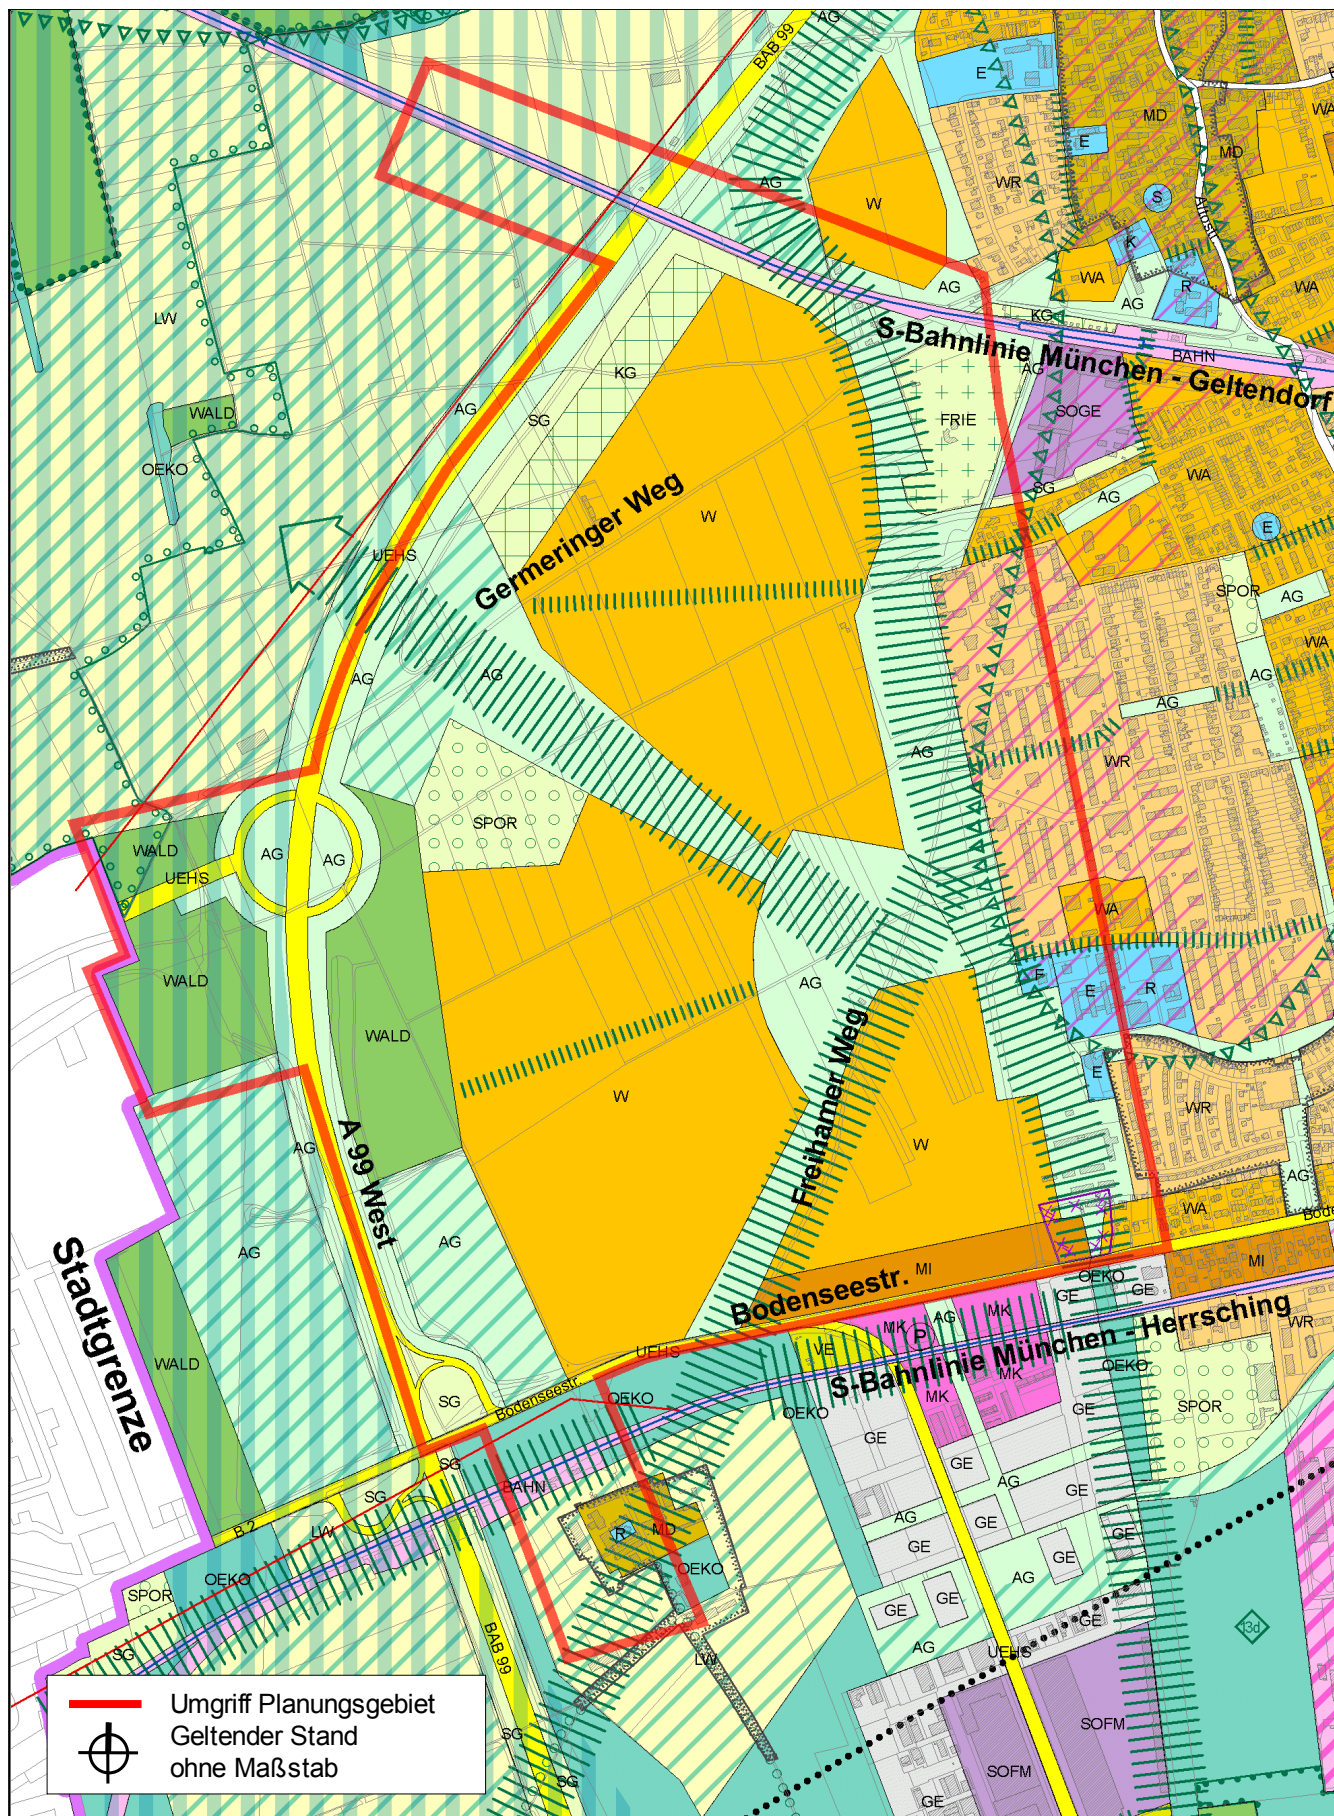 AG
BAB 99
E
MD
WA
E
MD
AG
WR
S
W
Altostr.
K
WA
R
WA
AG
AG
LW
KG
S-Bahnlinie München - Geltendorf
BAHN
KG
AG
AG
WALD
SG
FRIE
SOGE
OEKO
WA
Germeringer Weg
SG
AG
W
E
UEHS
SPOR
AG
WA
AG
AG
AG
AG
AG
WR
SPOR
WALD
AG
AG
UEHS
WA
WALD
AG
E
E
R
WALD
Freihamer Weg
E
W
WR
W
A 99 West
AG
AG
WA
AG
AG
Stadtgrenze
MI
MI
OEKO
GE
GE
Bodenseestr.
MK
AG
MK
P
WR
S-Bahnlinie München - Herrsching
UEHS
VE
WALD
OEKO
MK
MK
OEKO
SG
Bodenseestr.
OEKO
GE
SPOR
GE
SG
GE
AG
BAHN
SG
GE
B 2
LW
AG
GE
R
MD
GE
GE
GE
OEKO
OEKO
AG
SPOR
GE
GE
GE
13d
AG
UEHS
SG
BAB 99
LW
Umgriff Planungsgebiet
Geltender Stand
ohne Maßstab
SG
SOFM
SOFM
SG
GE